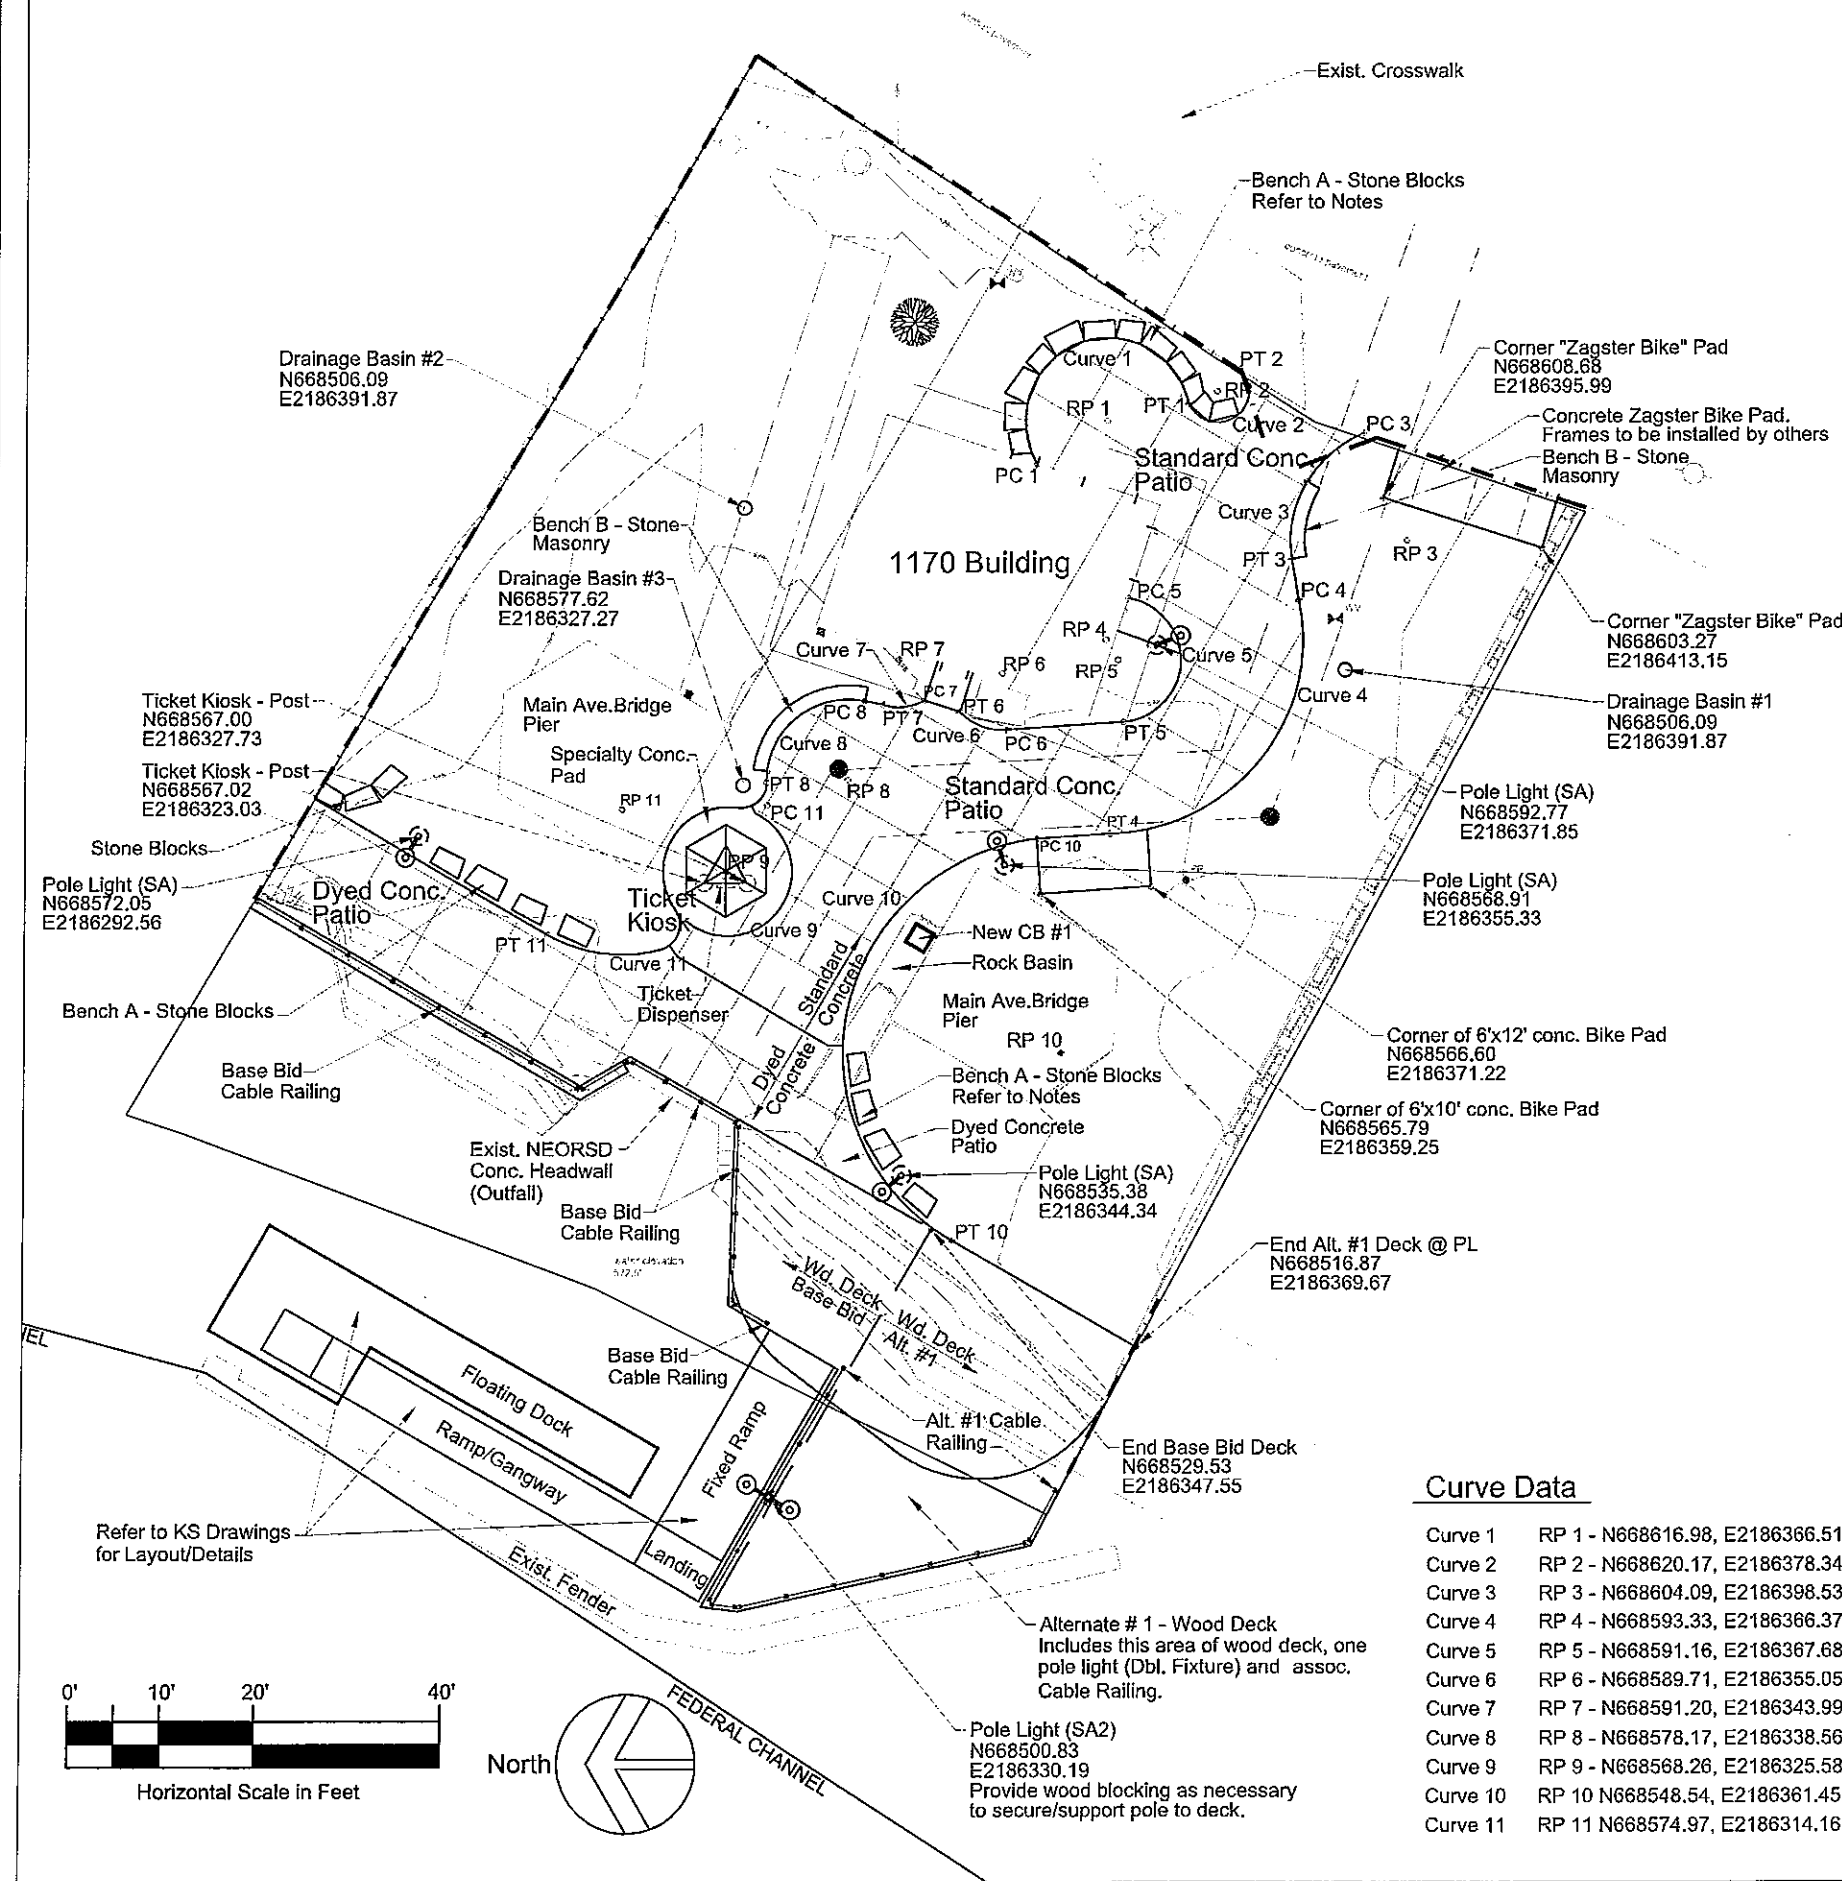 Exist. Crosswalk
Bench A - Stone Blocks
Refer to Notes
Drainage Basin #2
N668506.09
E2186391.87
Curve 1
PT 2
RP 2
RP 1
PT 1
Curve 2
PC 3
PC 1
Standard Conc.
Patio
Corner "Zagster Bike" Pad
N668608.68
E2186395.99
Concrete Zagster Bike Pad.
Frames to be installed by others
Bench B - Stone
Masonry
Curve 3
PT 3
RP 3
PC 4
Bench B - Stone
Masonry
1170 Building
Drainage Basin #3
N668577.62
E2186327.27
PC 5
RP 4
RP 5
Curve 5
Curve 4
Corner "Zagster Bike" Pad
N668603.27
E2186413.15
Drainage Basin #1
N668506.09
E2186391.87
Curve 7
RP 7
RP 6
PC 7
PT 6
PC 8
PT 7
Curve 6
PC 6
PT 5
Ticket Kiosk - Post
N668567.00
E2186327.73
Ticket Kiosk - Post
N668567.02
E2186323.03
Main Ave.Bridge
Pier
Specialty Conc.
Pad
Curve 8
PT 8
RP 8
RP 11
PC 11
Standard Conc.
Patio
PT 4
PC 10
Pole Light (SA)
N668592.77
E2186371.85
Stone Blocks
Pole Light (SA)
N668572.05
E2186292.56
Dyed Conc.
Patio
Ticket
Kiosk
RP 9
Curve 9
Curve 10
Pole Light (SA)
N668568.91
E2186355.33
PT 11
Curve 11
New CB #1
Rock Basin
Standard
Concrete
Dyed
Concrete
Ticket
Dispenser
Main Ave.Bridge
Pier
RP 10
Bench A - Stone Blocks
Base Bid
Cable Railing
Bench A - Stone Blocks
Refer to Notes
Dyed Concrete
Patio
Corner of 6'x12' conc. Bike Pad
N668566.60
E2186371.22
Corner of 6'x10' conc. Bike Pad
N668565.79
E2186359.25
Exist. NEORSD
Conc. Headwall
(Outfall)
Base Bid
Cable Railing
Pole Light (SA)
N668535.38
E2186344.34
PT 10
water elevation
Wd. Deck
Base Bid
Wd. Deck
Alt. #1
End Alt. #1 Deck @ PL
N668516.87
E2186369.67
Base Bid
Cable Railing
Floating Dock
Ramp/Gangway
Fixed Ramp
Landing
Alt. #1 Cable
Railing
End Base Bid Deck
N668529.53
E2186347.55
Refer to KS Drawings
for Layout/Details
Exist. Fender
FEDERAL CHANNEL
Alternate # 1 - Wood Deck
Includes this area of wood deck, one
pole light (Dbl. Fixture) and assoc.
Cable Railing.
Pole Light (SA2)
N668500.83
E2186330.19
Provide wood blocking as necessary
to secure/support pole to deck.
0' 10' 20' 40'
Horizontal Scale in Feet
North
Curve Data
Curve 1 RP 1 - N668616.98, E2186366.51
Curve 2 RP 2 - N668620.17, E2186378.34
Curve 3 RP 3 - N668604.09, E2186398.53
Curve 4 RP 4 - N668593.33, E2186366.37
Curve 5 RP 5 - N668591.16, E2186367.68
Curve 6 RP 6 - N668589.71, E2186355.05
Curve 7 RP 7 - N668591.20, E2186343.99
Curve 8 RP 8 - N668578.17, E2186338.56
Curve 9 RP 9 - N668568.26, E2186325.58
Curve 10 RP 10 N668548.54, E2186361.45
Curve 11 RP 11 N668574.97, E2186314.16